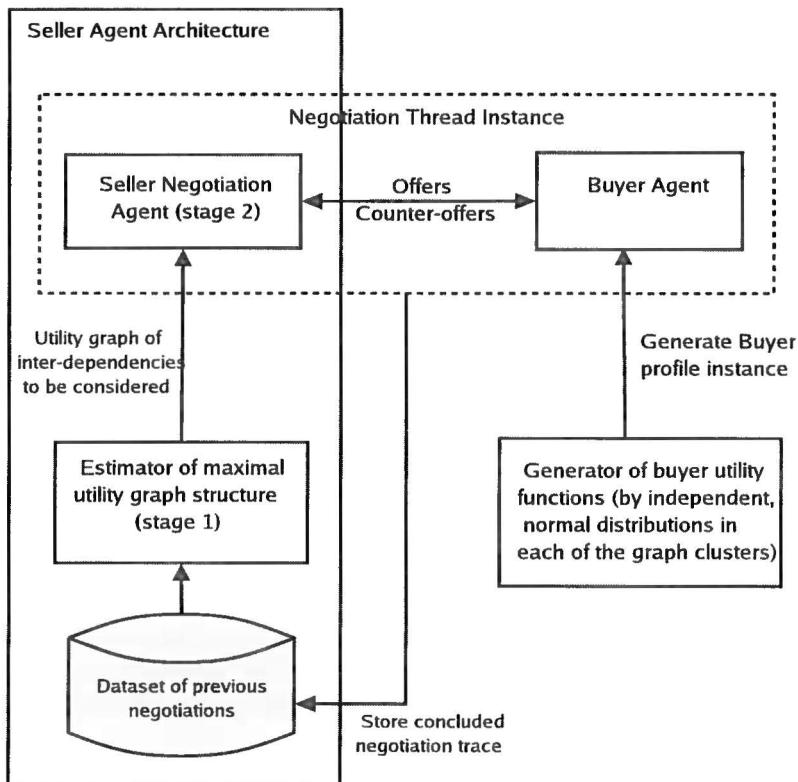 Seller Agent Architecture
Negotiation Thread Instance
Seller Negotiation
Agent (stage 2)
Offers
Counter-offers
Buyer Agent
Utility graph of
inter-dependencies
to be considered
Generate Buyer
profile instance
Estimator of maximal
utility graph structure
(stage 1)
Generator of buyer utility
functions (by independent,
normal distributions in
each of the graph clusters)
Dataset of previous
negotiations
Store concluded
negotiation trace